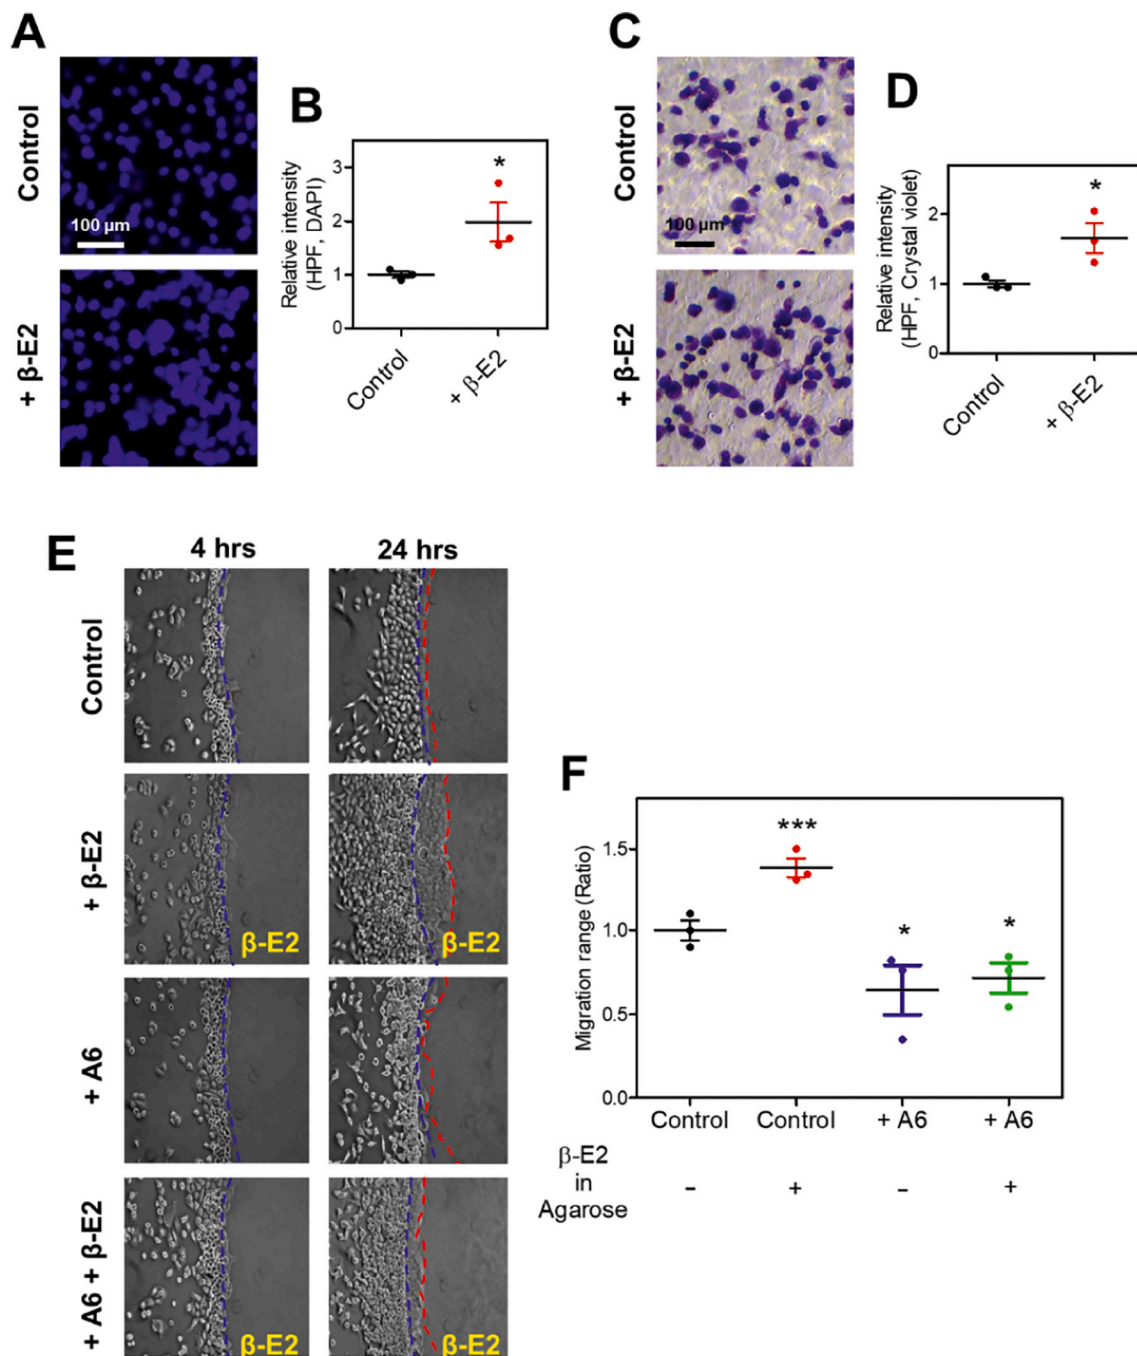 A
Control
100 µm
+ β-E2
B
Relative intensity
(HPF, DAPI)
3
2
1
0
*
Control
+ β-E2
C
Control
100 µm
+ β-E2
D
Relative intensity
(HPF, Crystal violet)
2
1
0
*
Control
+ β-E2
E
4 hrs
24 hrs
Control
+ β-E2
β-E2
β-E2
+ A6
+ A6 + β-E2
β-E2
β-E2
F
Migration range (Ratio)
1.5
1.0
0.5
0.0
***
*
*
Control
Control
+ A6
+ A6
β-E2
in
Agarose
- + - +